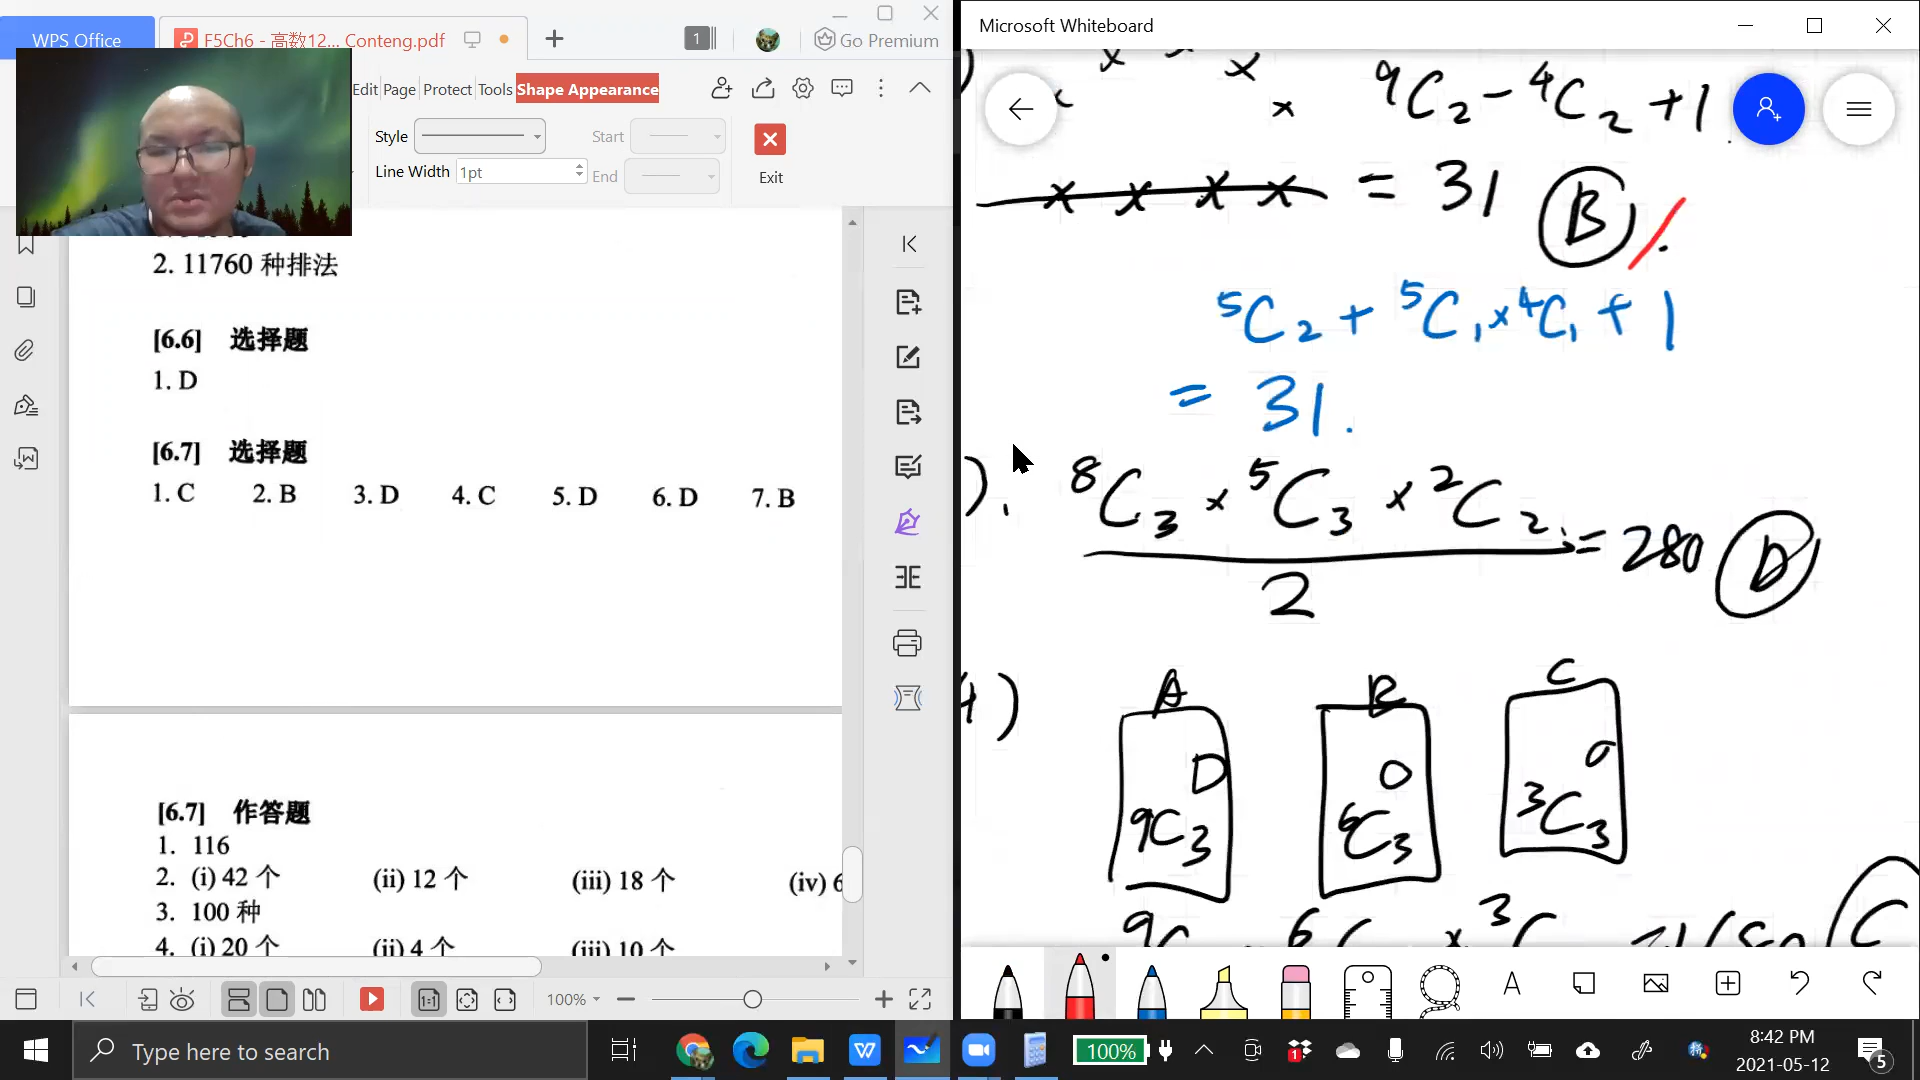 WPS Office
F5Ch6 - 高数12... Conteng.pdf
1
Go Premium
Edit Page Protect Tools Shape Appearance
Style
Start
Line Width 1pt
End
Exit
2. 11760 种排法
[6.6] 选择题
1. D
[6.7] 选择题
1. C 2. B 3. D 4. C 5. D 6. D 7. B
[6.7] 作答题
1. 116
2. (i) 42 个 (ii) 12 个 (iii) 18 个 (iv) 6
3. 100 种
4. (i) 20 个 (ii) 4 个 (iii) 10 个
100%
Microsoft Whiteboard
⁹C₂ - ⁴C₂ + 1
x x x x = 31 B
⁵C₂ + ⁵C₁ x ⁴C₁ + 1
= 31.
). ⁸C₃ x ⁵C₃ x ²C₂ = 280 D
2
4)
A B C
D O O
⁹C₃ ⁶C₃ ³C₃
Type here to search
100%
8:42 PM
2021-05-12
5